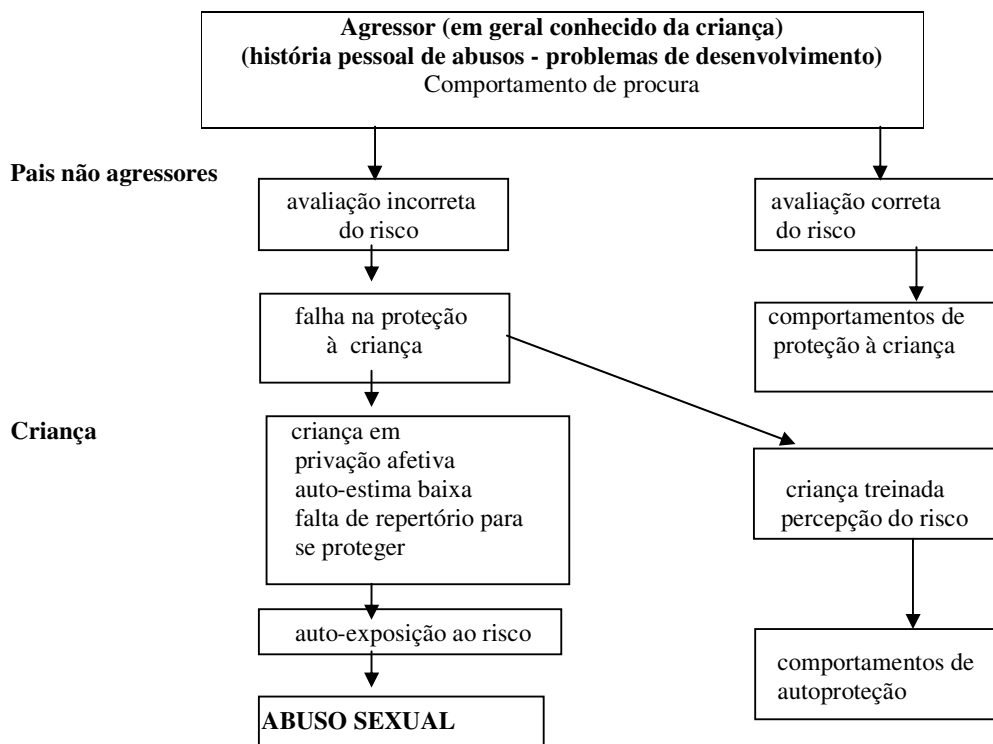 Agressor (em geral conhecido da criança)
(história pessoal de abusos - problemas de desenvolvimento)
Comportamento de procura
Pais não agressores
avaliação incorreta
do risco
avaliação correta
do risco
falha na proteção
à criança
comportamentos de
proteção à criança
Criança
criança em
privação afetiva
auto-estima baixa
falta de repertório para
se proteger
criança treinada
percepção do risco
auto-exposição ao risco
comportamentos de
autoproteção
ABUSO SEXUAL